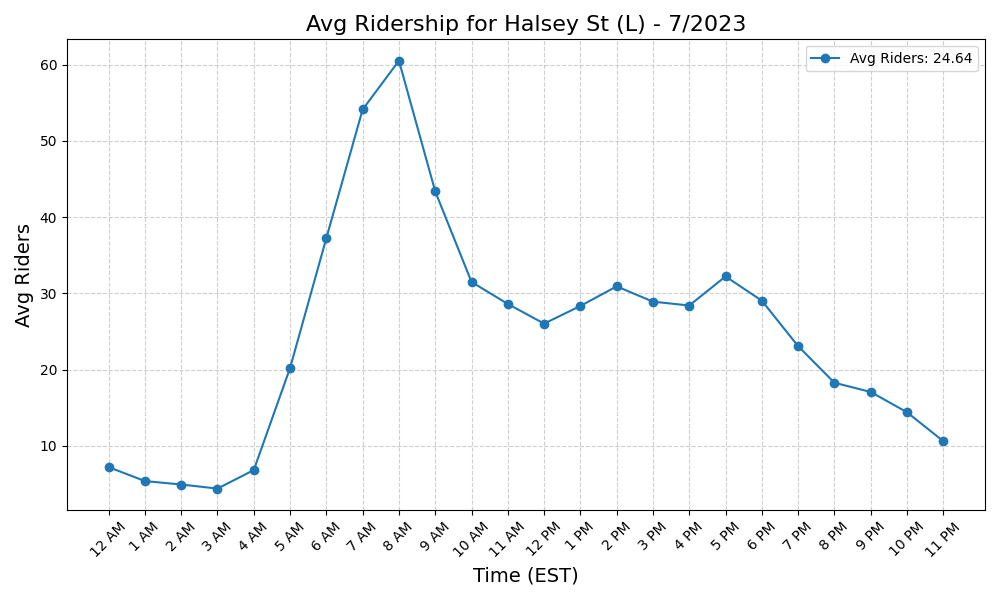 Avg Ridership for Halsey St (L) - 7/2023
Avg Riders: 24.64
Avg Riders
60
50
40
30
20
10
12 AM
1 AM
2 AM
3 AM
4 AM
5 AM
6 AM
7 AM
8 AM
9 AM
10 AM
11 AM
12 PM
1 PM
2 PM
3 PM
4 PM
5 PM
6 PM
7 PM
8 PM
9 PM
10 PM
11 PM
Time (EST)